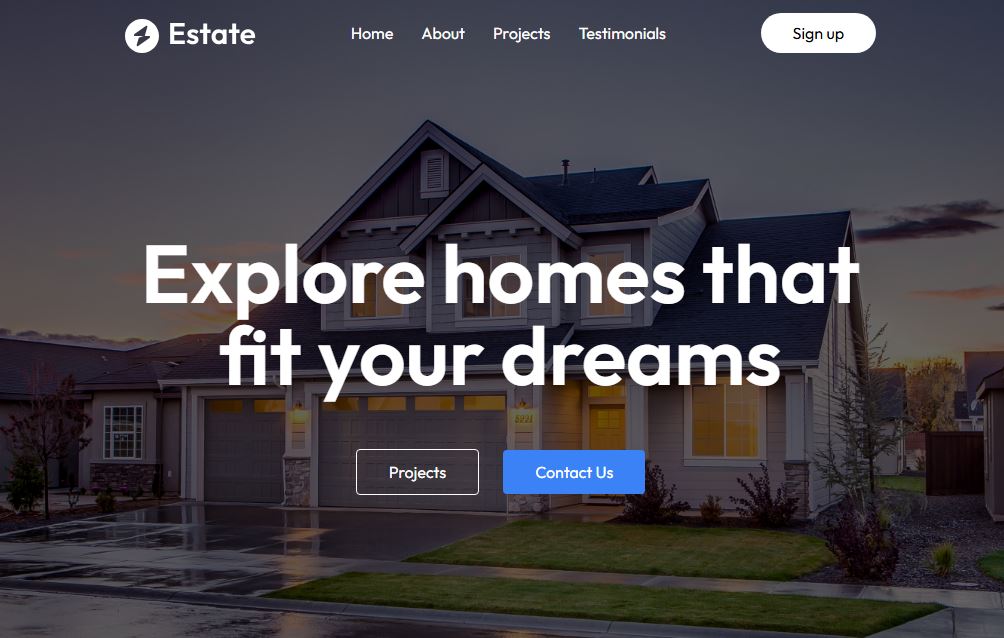 Estate
Home About Projects Testimonials
Sign up
Explore homes that
fit your dreams
Projects
Contact Us